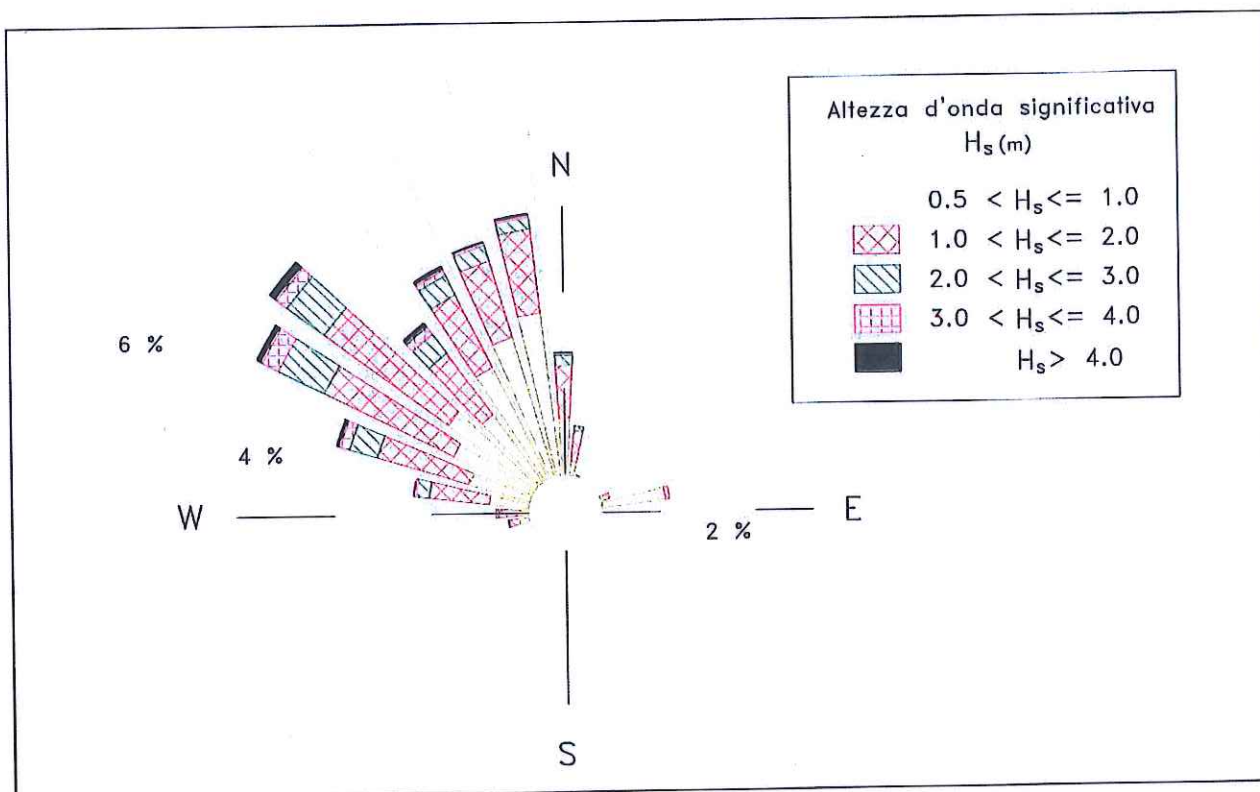 Altezza d'onda significativa
Hs (m)
0.5 < Hs <= 1.0
1.0 < Hs <= 2.0
2.0 < Hs <= 3.0
3.0 < Hs <= 4.0
Hs > 4.0
N
6 %
4 %
W
E
2 %
S